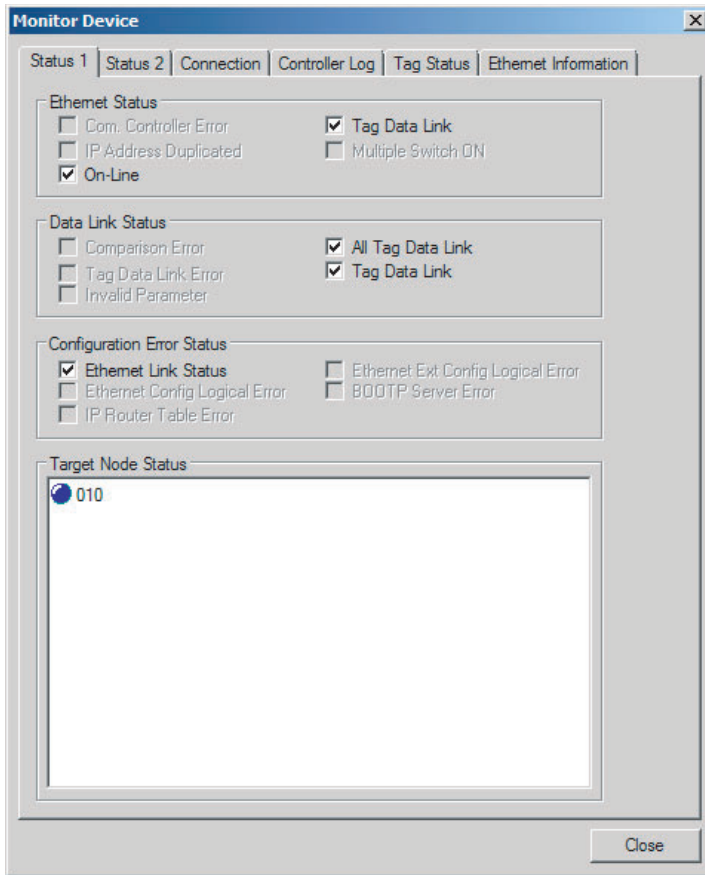 Monitor Device
Status 1 Status 2 Connection Controller Log Tag Status Ethernet Information
Ethernet Status
Com. Controller Error Tag Data Link
IP Address Duplicated Multiple Switch ON
On-Line
Data Link Status
Comparison Error All Tag Data Link
Tag Data Link Error Tag Data Link
Invalid Parameter
Configuration Error Status
Ethernet Link Status Ethernet Ext Config Logical Error
Ethernet Config Logical Error BOOTP Server Error
IP Router Table Error
Target Node Status
010
Close